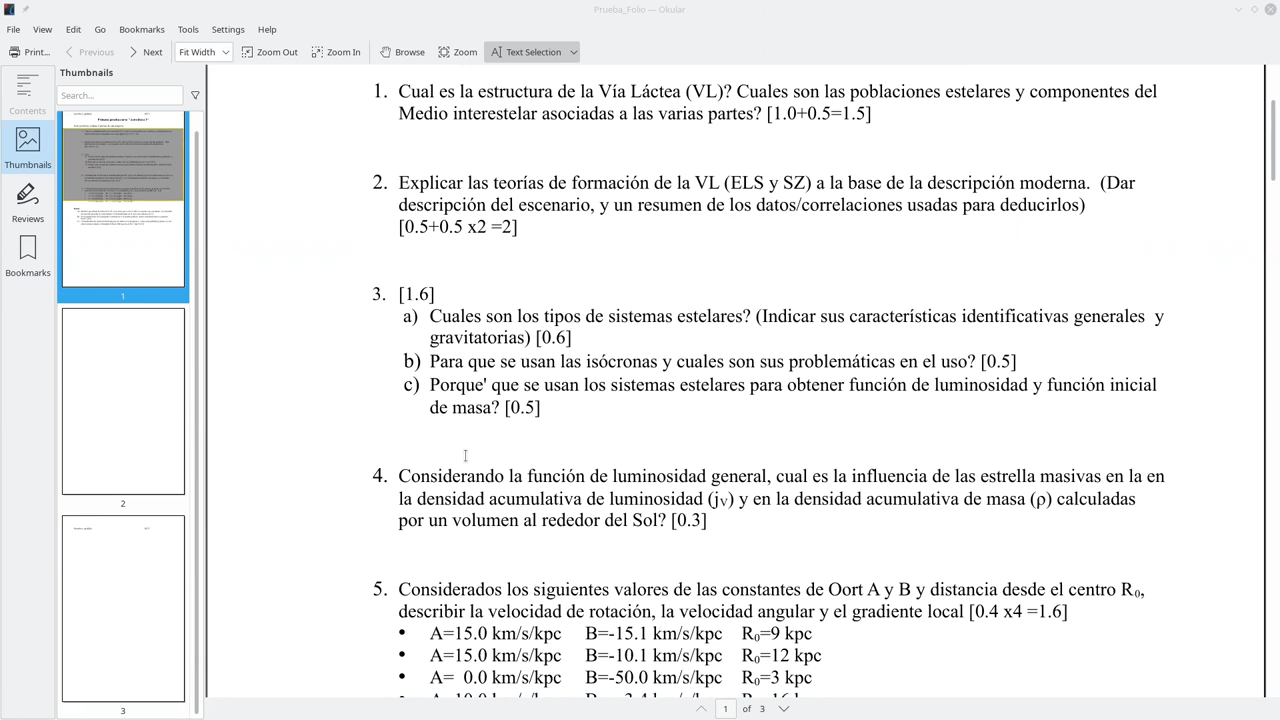 Prueba_Folio — Okular
File View Edit Go Bookmarks Tools Settings Help
Print... Previous Next Fit Width Zoom Out Zoom In Browse Zoom Text Selection
Contents
Thumbnails
Reviews
Bookmarks
Thumbnails
Search...
1
2
3
1. Cual es la estructura de la Vía Láctea (VL)? Cuales son las poblaciones estelares y componentes del
Medio interestelar asociadas a las varias partes? [1.0+0.5=1.5]
2. Explicar las teorías de formación de la VL (ELS y SZ) a la base de la descripción moderna. (Dar
descripción del escenario, y un resumen de los datos/correlaciones usadas para deducirlos)
[0.5+0.5 x2 =2]
3. [1.6]
a) Cuales son los tipos de sistemas estelares? (Indicar sus características identificativas generales y
gravitatorias) [0.6]
b) Para que se usan las isócronas y cuales son sus problemáticas en el uso? [0.5]
c) Porque' que se usan los sistemas estelares para obtener función de luminosidad y función inicial
de masa? [0.5]
4. Considerando la función de luminosidad general, cual es la influencia de las estrella masivas en la en
la densidad acumulativa de luminosidad (jv) y en la densidad acumulativa de masa (ρ) calculadas
por un volumen al rededor del Sol? [0.3]
5. Considerados los siguientes valores de las constantes de Oort A y B y distancia desde el centro R₀,
describir la velocidad de rotación, la velocidad angular y el gradiente local [0.4 x4 =1.6]
• A=15.0 km/s/kpc B=-15.1 km/s/kpc R₀=9 kpc
• A=15.0 km/s/kpc B=-10.1 km/s/kpc R₀=12 kpc
• A= 0.0 km/s/kpc B=-50.0 km/s/kpc R₀=3 kpc
1 of 3